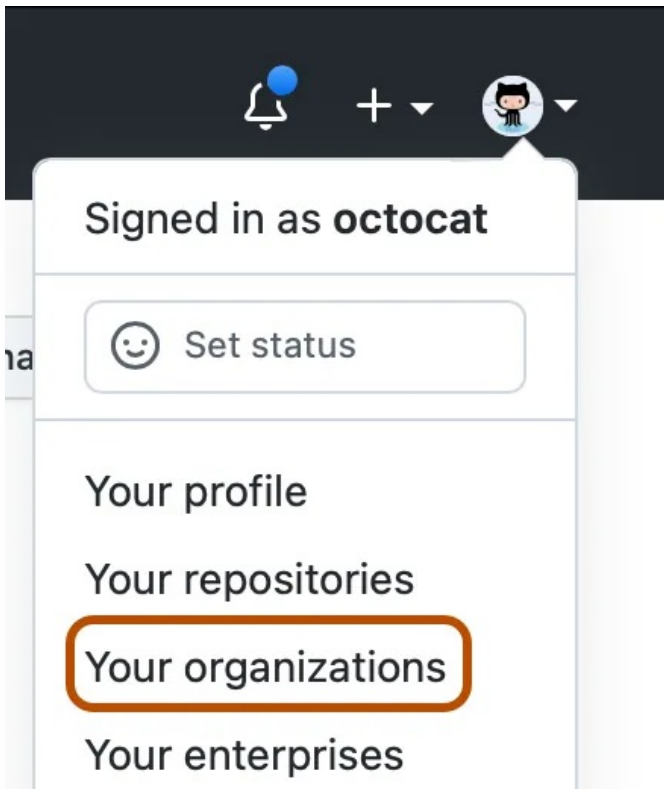 Signed in as octocat
Set status
Your profile
Your repositories
Your organizations
Your enterprises